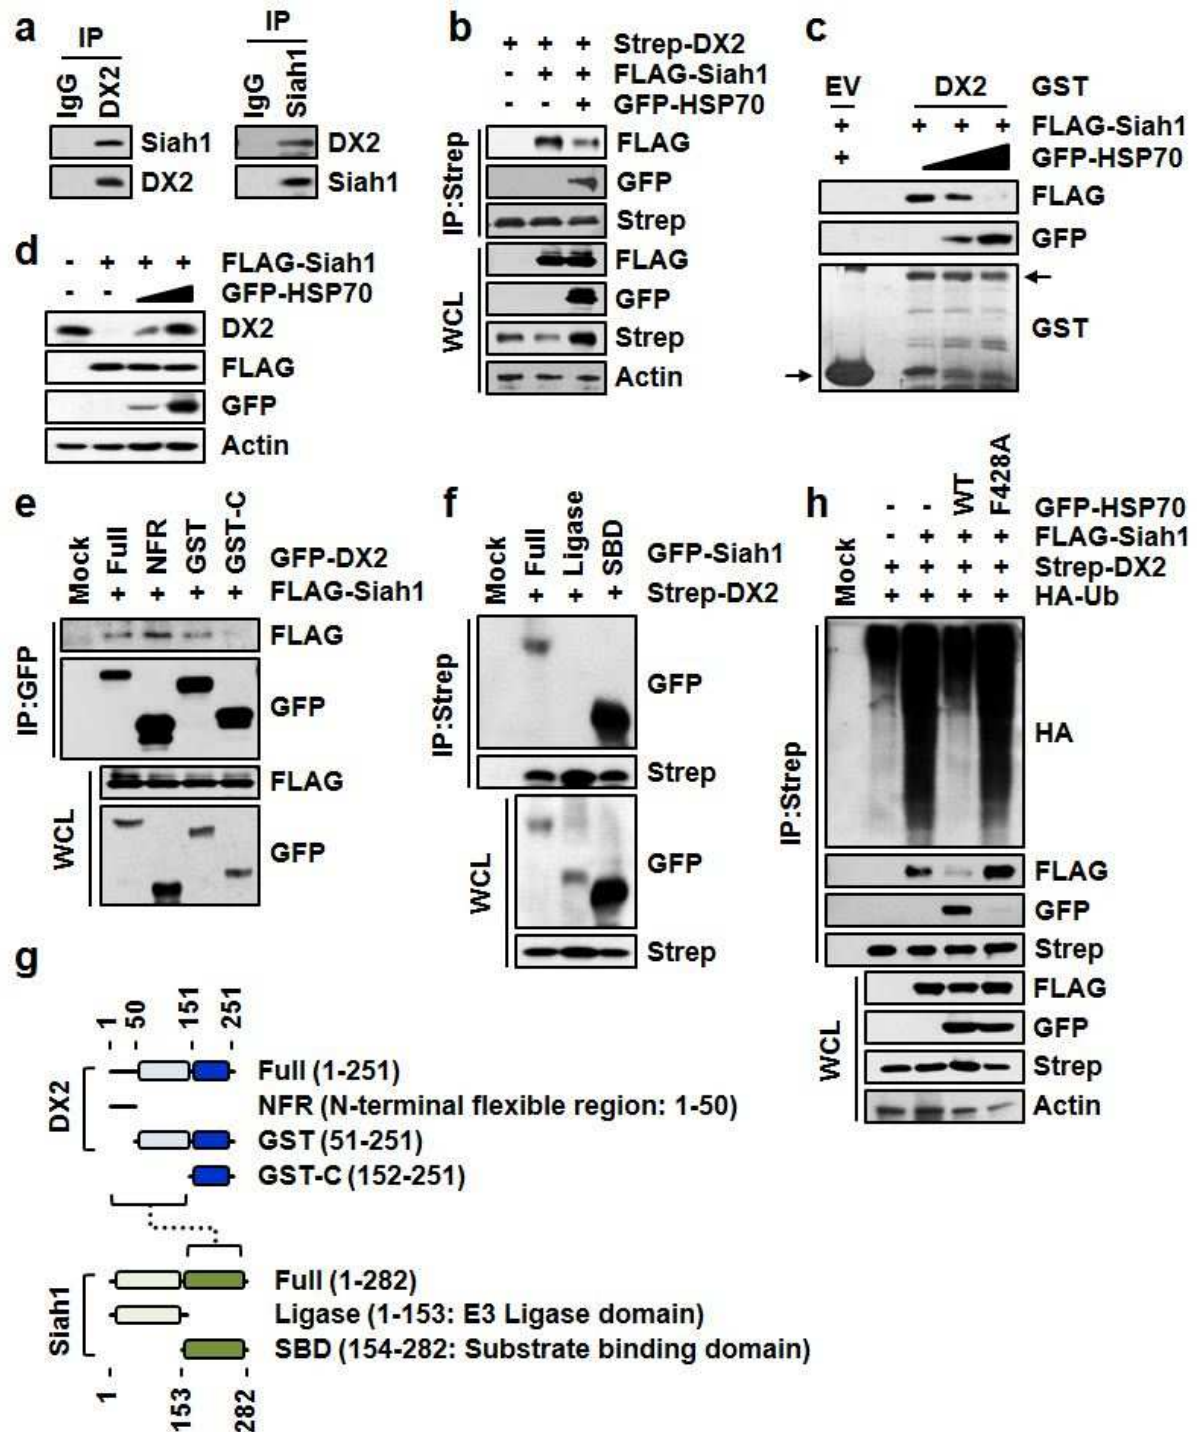 a
IP
IgG
DX2
Siah1
DX2
IP
IgG
Siah1
DX2
Siah1
b
+ + + Strep-DX2
- + + FLAG-Siah1
- - + GFP-HSP70
IP:Strep
FLAG
GFP
Strep
WCL
FLAG
GFP
Strep
Actin
c
EV DX2 GST
+ + + + FLAG-Siah1
+ GFP-HSP70
FLAG
GFP
GST
d
- + + + FLAG-Siah1
- - GFP-HSP70
DX2
FLAG
GFP
Actin
e
Mock
Full
NFR
GST
GST-C
GFP-DX2
+ + + + FLAG-Siah1
IP:GFP
FLAG
GFP
WCL
FLAG
GFP
f
Mock
Full
Ligase
SBD
GFP-Siah1
+ + + Strep-DX2
IP:Strep
GFP
Strep
WCL
GFP
Strep
h
Mock
- - WT F428A GFP-HSP70
- + + + FLAG-Siah1
+ + + + Strep-DX2
+ + + + HA-Ub
IP:Strep
HA
FLAG
GFP
Strep
WCL
FLAG
GFP
Strep
Actin
g
1 50 151 251
DX2
Full (1-251)
NFR (N-terminal flexible region: 1-50)
GST (51-251)
GST-C (152-251)
Siah1
Full (1-282)
Ligase (1-153: E3 Ligase domain)
SBD (154-282: Substrate binding domain)
1 153 282